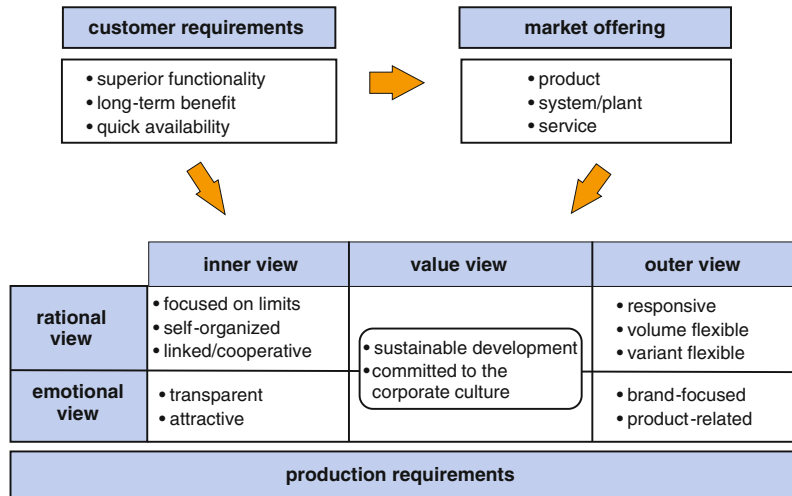 customer requirements
• superior functionality
• long-term benefit
• quick availability
market offering
• product
• system/plant
• service
inner view
value view
outer view
rational
view
• focused on limits
• self-organized
• linked/cooperative
• sustainable development
• committed to the
corporate culture
• responsive
• volume flexible
• variant flexible
emotional
view
• transparent
• attractive
• brand-focused
• product-related
production requirements